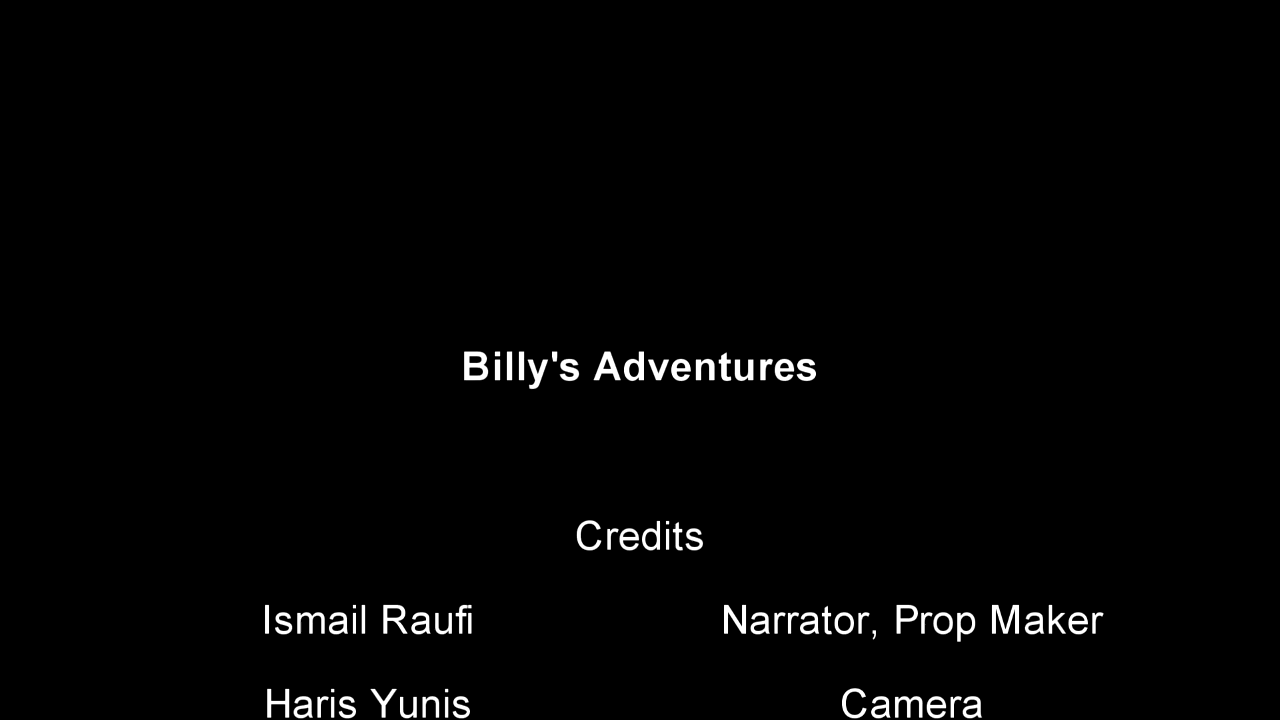 Billy's Adventures
Credits
Ismail Raufi Narrator, Prop Maker
Haris Yunis Camera